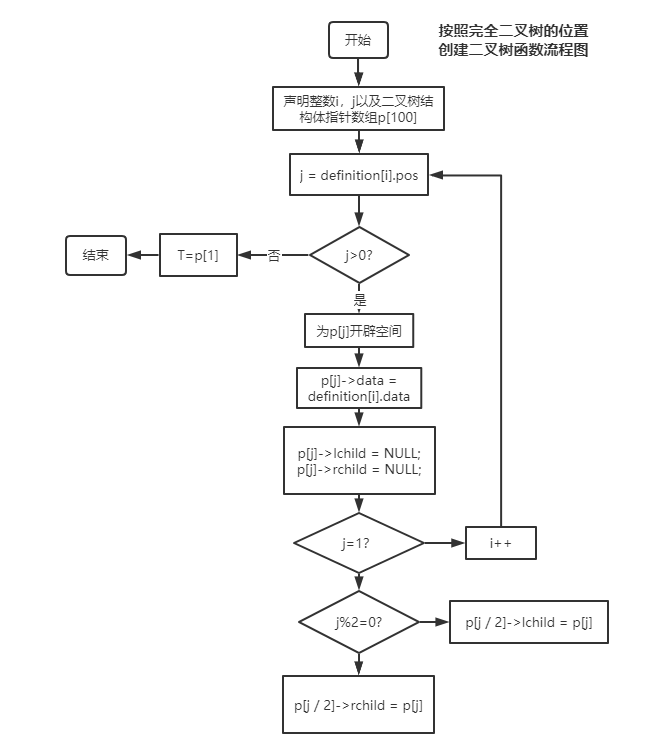 按照完全二叉树的位置
创建二叉树函数流程图
开始
声明整数i，j以及二叉树结
构体指针数组p[100]
j = definition[i].pos
j>0?
否
T=p[1]
结束
是
为p[j]开辟空间
p[j]->data =
definition[i].data
p[j]->lchild = NULL;
p[j]->rchild = NULL;
j=1?
i++
j%2=0?
p[j / 2]->lchild = p[j]
p[j / 2]->rchild = p[j]